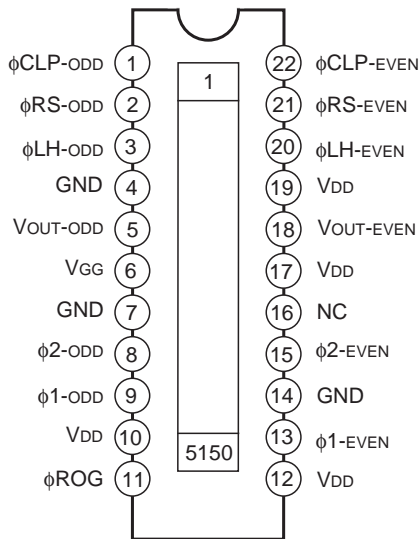 φCLP-ODD 1 1 22 φCLP-EVEN
φRS-ODD 2 21 φRS-EVEN
φLH-ODD 3 20 φLH-EVEN
GND 4 19 VDD
VOUT-ODD 5 18 VOUT-EVEN
VGG 6 17 VDD
GND 7 16 NC
φ2-ODD 8 15 φ2-EVEN
φ1-ODD 9 14 GND
VDD 10 5150 13 φ1-EVEN
φROG 11 12 VDD